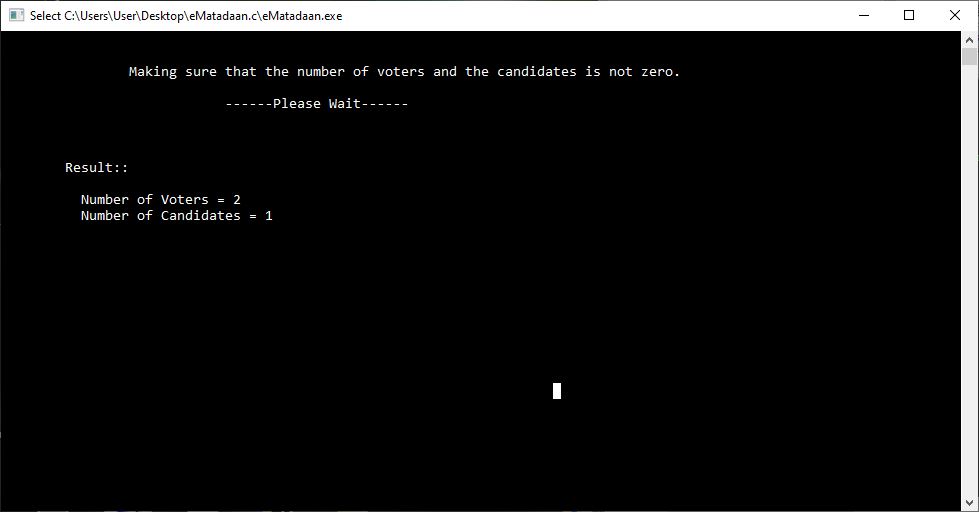 Select C:\Users\User\Desktop\eMatadaan.c\eMatadaan.exe
Making sure that the number of voters and the candidates is not zero.
------Please Wait------
Result::
Number of Voters = 2
Number of Candidates = 1